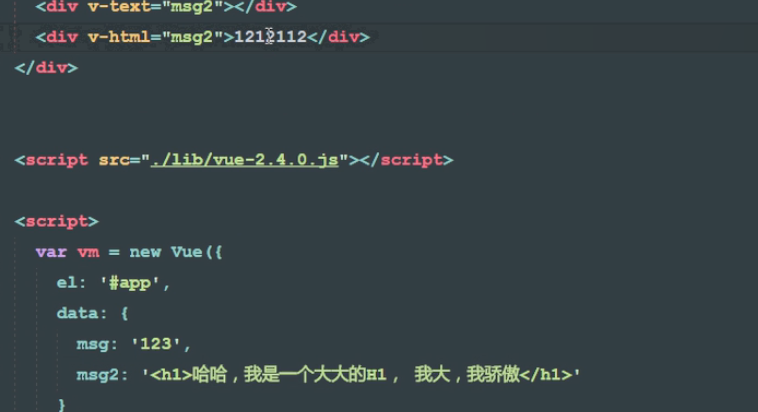 <div v-text="msg2"></div>
<div v-html="msg2">1212112</div>
</div>
<script src="./lib/vue-2.4.0.js"></script>
<script>
var vm = new Vue({
el: '#app',
data: {
msg: '123',
msg2: '<h1>哈哈，我是一个大大的H1， 我大，我骄傲</h1>'
}